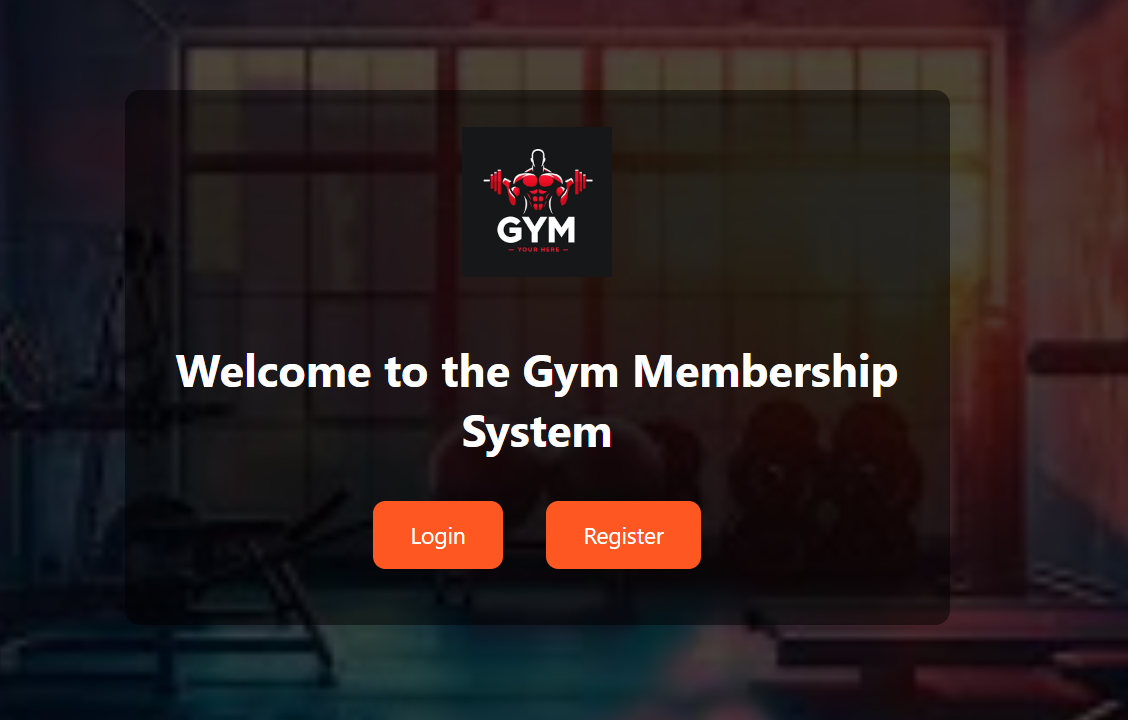 GYM
— YOUR HERE —
Welcome to the Gym Membership
System
Login
Register